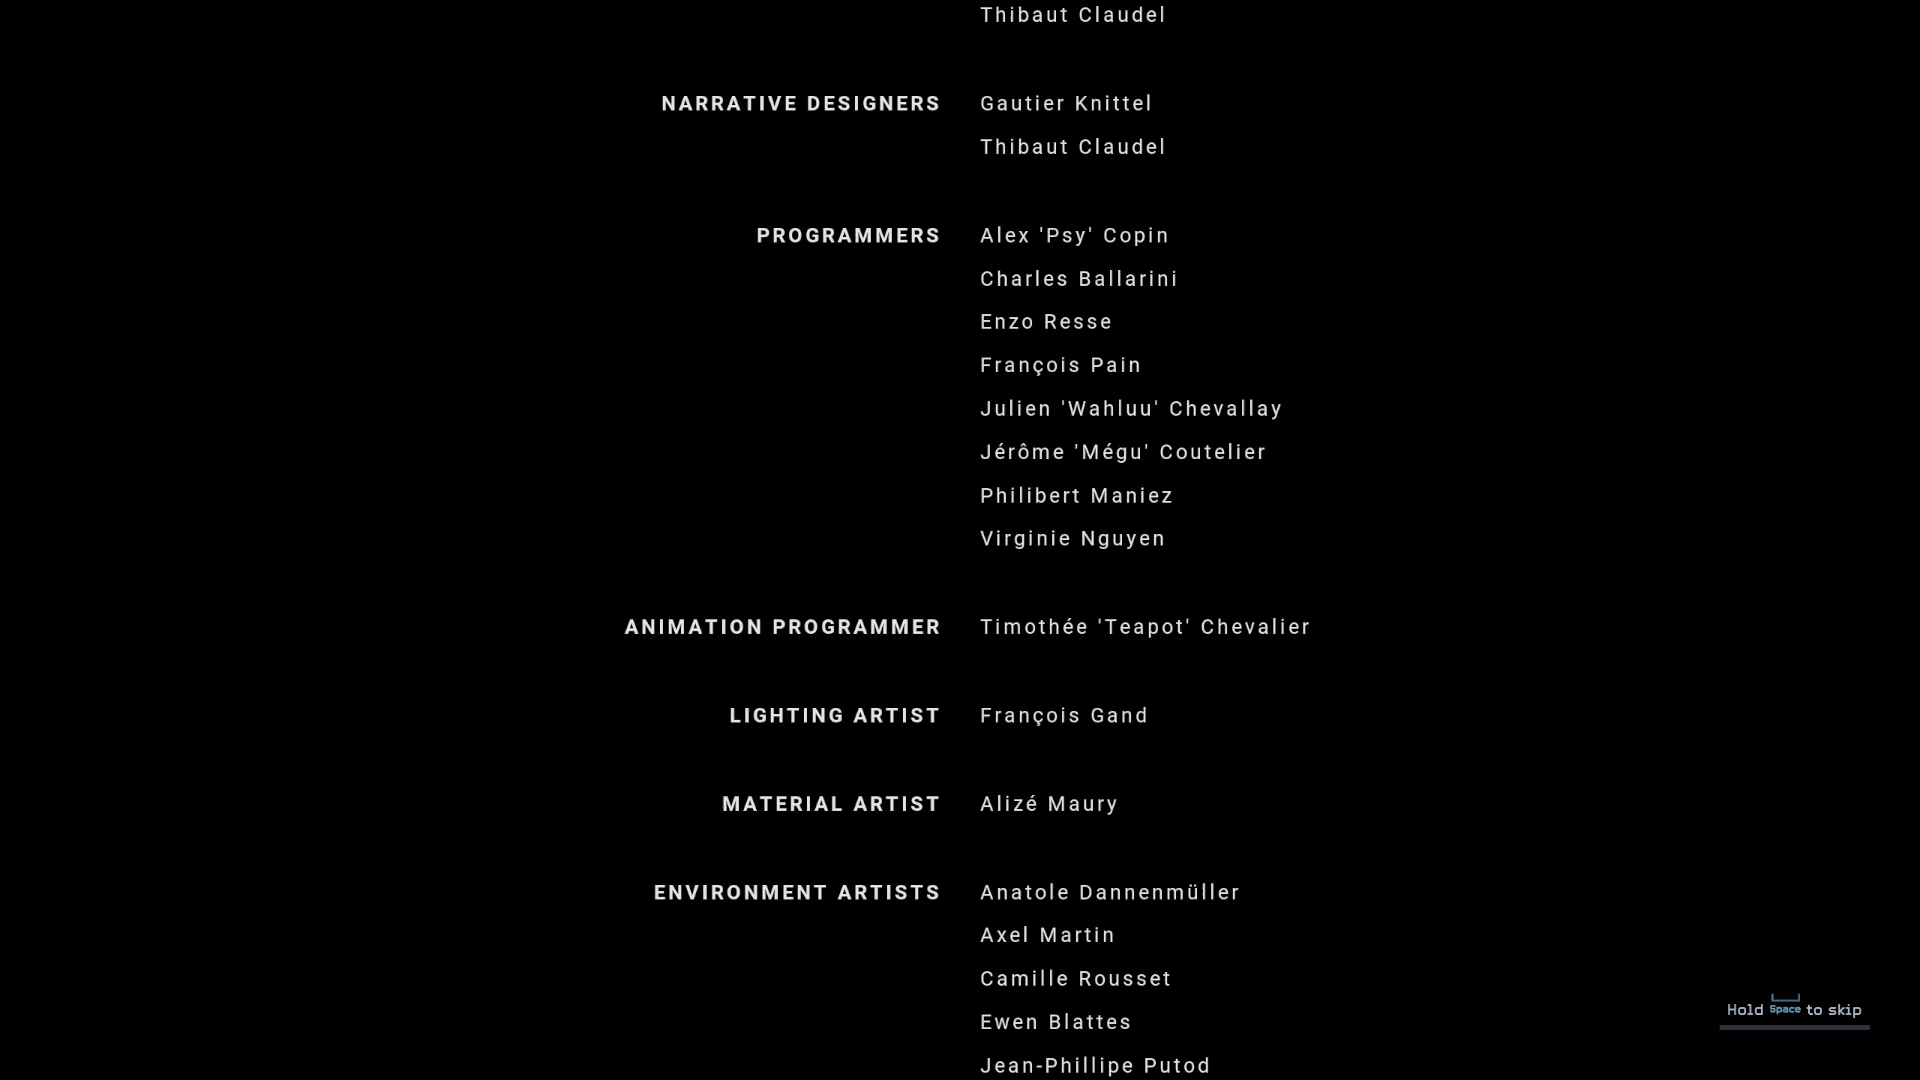 Thibaut Claudel
NARRATIVE DESIGNERS Gautier Knittel
Thibaut Claudel
PROGRAMMERS Alex 'Psy' Copin
Charles Ballarini
Enzo Resse
François Pain
Julien 'Wahluu' Chevallay
Jérôme 'Mégu' Coutelier
Philibert Maniez
Virginie Nguyen
ANIMATION PROGRAMMER Timothée 'Teapot' Chevalier
LIGHTING ARTIST François Gand
MATERIAL ARTIST Alizé Maury
ENVIRONMENT ARTISTS Anatole Dannenmüller
Axel Martin
Camille Rousset
Ewen Blattes
Jean-Phillipe Putod
Hold Space to skip